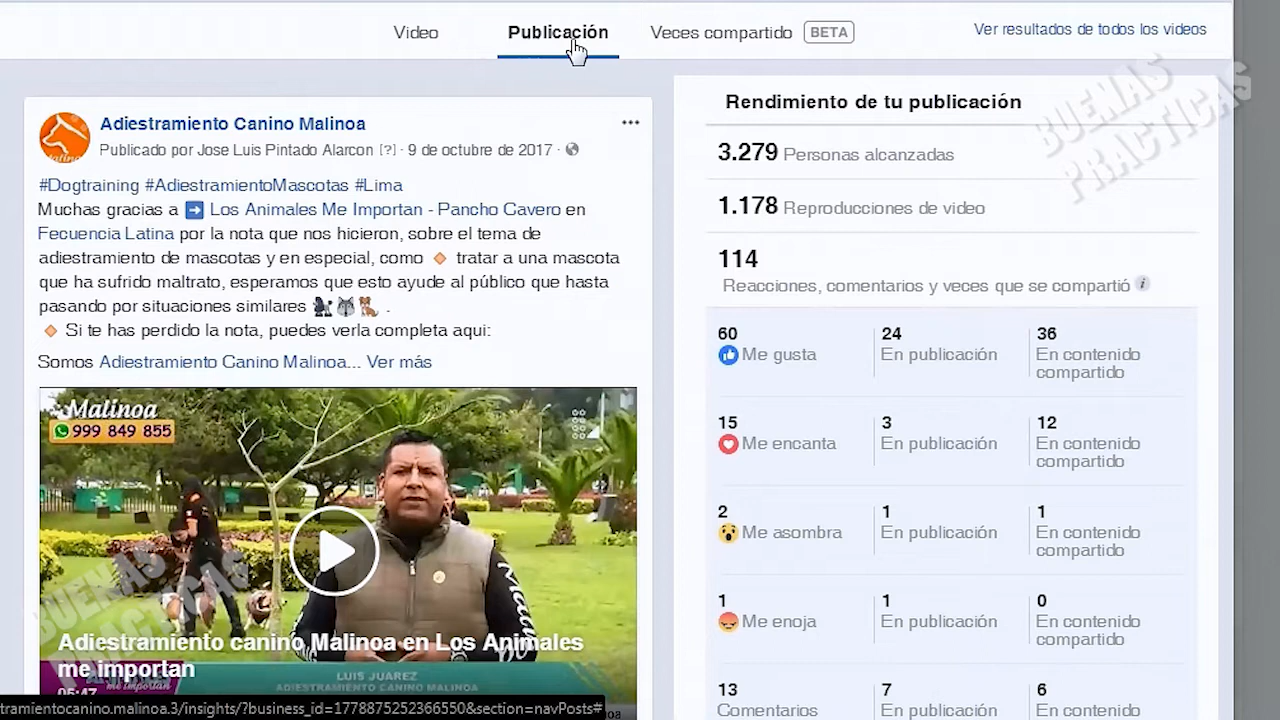 Video
Publicación
Veces compartido BETA
Ver resultados de todos los videos
Adiestramiento Canino Malinoa
Publicado por Jose Luis Pintado Alarcon [?] · 9 de octubre de 2017 ·
#Dogtraining #AdiestramientoMascotas #Lima
Muchas gracias a ➡ Los Animales Me Importan - Pancho Cavero en
Fecuencia Latina por la nota que nos hicieron, sobre el tema de
adiestramiento de mascotas y en especial, como 🔸 tratar a una mascota
que ha sufrido maltrato, esperamos que esto ayude al público que hasta
pasando por situaciones similares 🐩🐺🐕 .
🔸 Si te has perdido la nota, puedes verla completa aqui:
Somos Adiestramiento Canino Malinoa... Ver más
Malinoa
999 849 855
Malinoa
Adiestramiento canino Malinoa en Los Animales
me importan
LUIS JUAREZ
ADIESTRAMIENTO CANINO MALINOA
me importan
05:47
tramientocanino.malinoa.3/insights/?business_id=1778875252366550&section=navPosts#
Rendimiento de tu publicación
3.279 Personas alcanzadas
1.178 Reproducciones de video
114
Reacciones, comentarios y veces que se compartió
60
Me gusta
24
En publicación
36
En contenido
compartido
15
Me encanta
3
En publicación
12
En contenido
compartido
2
Me asombra
1
En publicación
1
En contenido
compartido
1
Me enoja
1
En publicación
0
En contenido
compartido
13
Comentarios
7
En publicación
6
En contenido
BUENAS
PRACTICAS
BUENAS
PRACTICAS